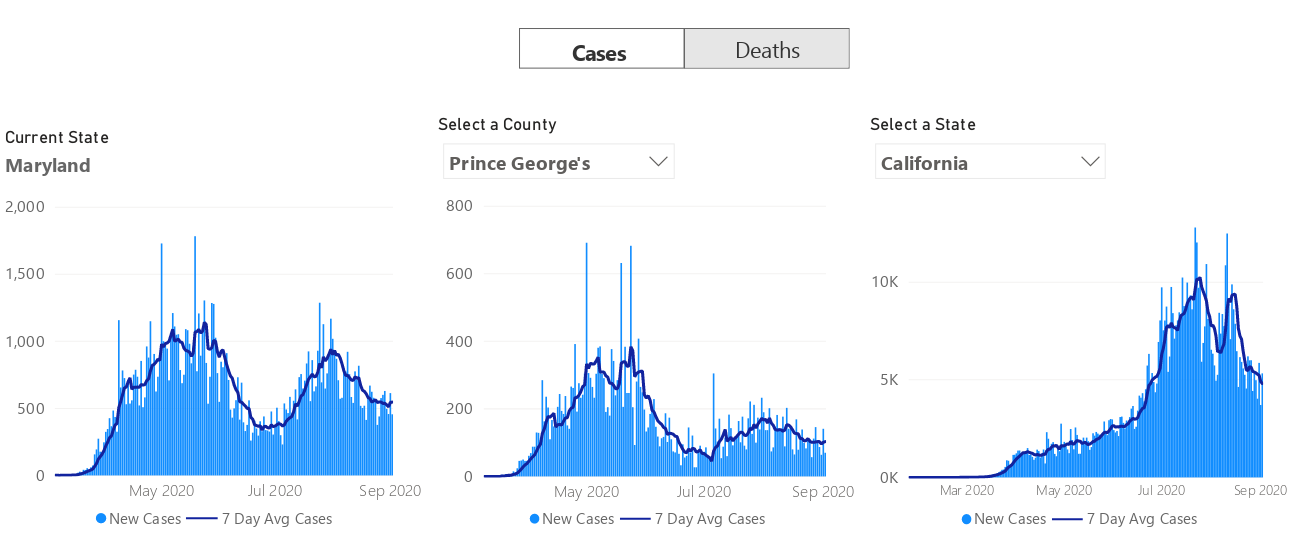 Cases
Deaths
Current State
Maryland
2,000
1,500
1,000
500
0
May 2020
Jul 2020
Sep 2020
New Cases
7 Day Avg Cases
Select a County
Prince George's
800
600
400
200
0
May 2020
Jul 2020
Sep 2020
New Cases
7 Day Avg Cases
Select a State
California
10K
5K
0K
Mar 2020
May 2020
Jul 2020
Sep 2020
New Cases
7 Day Avg Cases